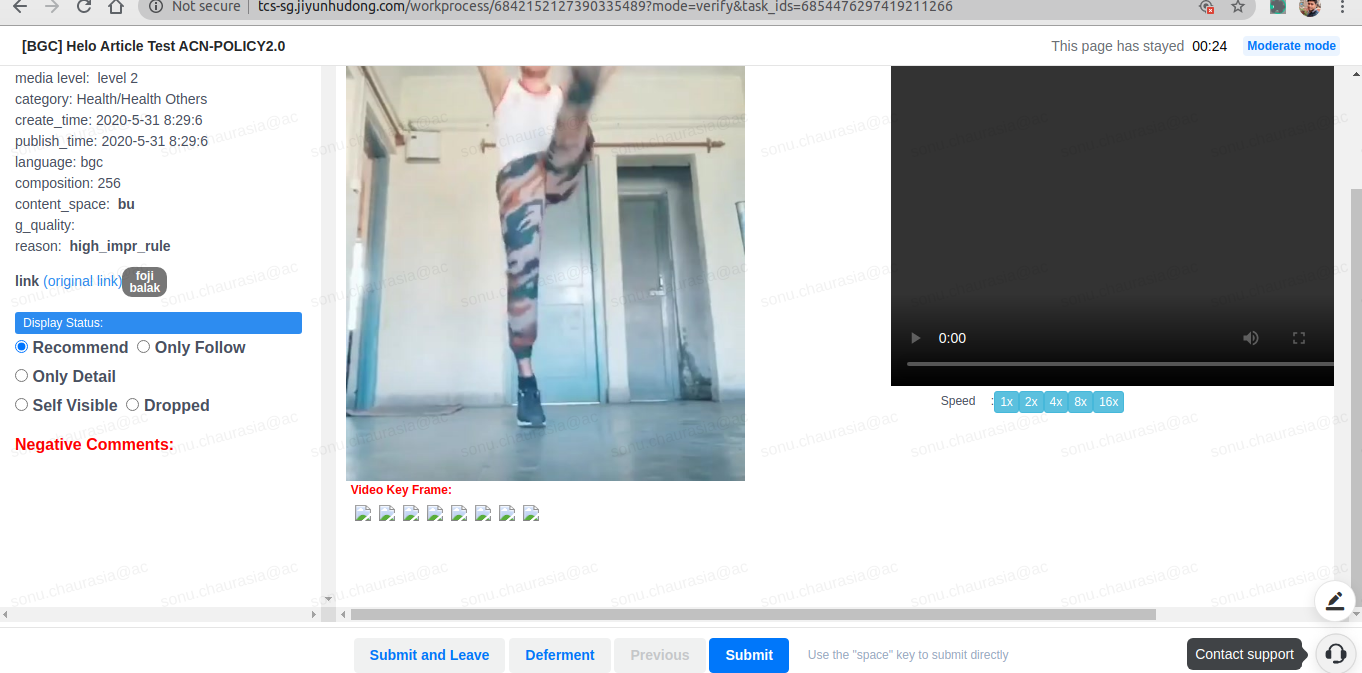 Not secure tcs-sg.jiyunhudong.com/workprocess/6842152127390335489?mode=verify&task_ids=6854476297419211266
[BGC] Helo Article Test ACN-POLICY2.0
This page has stayed 00:24 Moderate mode
media level: level 2
category: Health/Health Others
create_time: 2020-5-31 8:29:6
publish_time: 2020-5-31 8:29:6
language: bgc
composition: 256
content_space: bu
g_quality:
reason: high_impr_rule
link (original link) foji
balak
Display Status:
Recommend Only Follow
Only Detail
Self Visible Dropped
Negative Comments:
Video Key Frame:
0:00
Speed : 1x 2x 4x 8x 16x
sonu.chaurasia@ac
Submit and Leave Deferment Previous Submit Use the "space" key to submit directly
Contact support